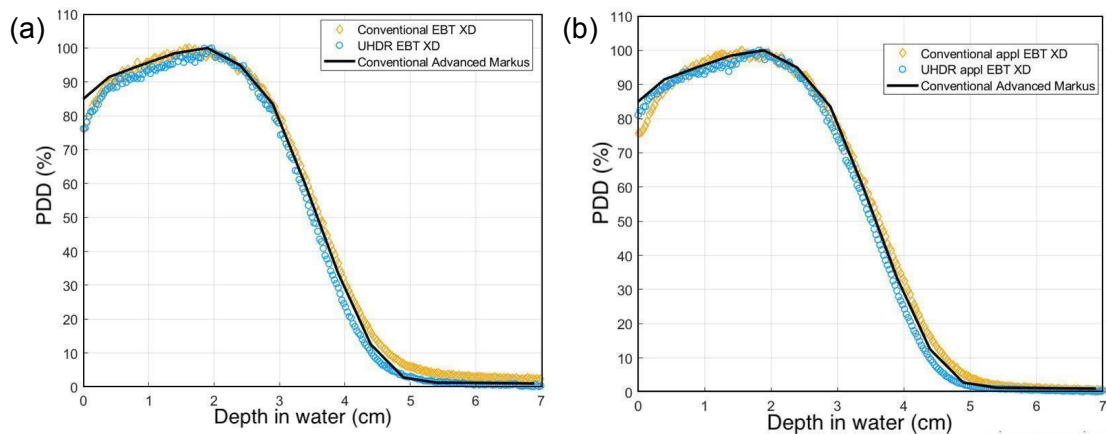 (a)
PDD (%)
110
100
90
80
70
60
50
40
30
20
10
0
Conventional EBT XD
UHDR EBT XD
Conventional Advanced Markus
0 1 2 3 4 5 6 7
Depth in water (cm)
(b)
PDD (%)
110
100
90
80
70
60
50
40
30
20
10
0
Conventional appl EBT XD
UHDR appl EBT XD
Conventional Advanced Markus
0 1 2 3 4 5 6 7
Depth in water (cm)